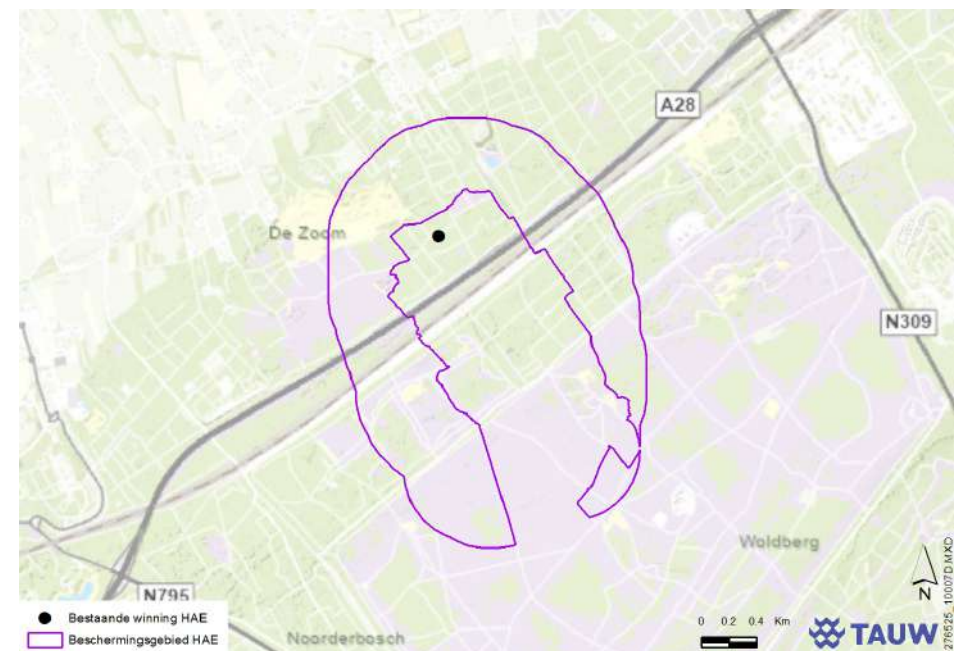 A28
De Zoom
N309
Woldberg
N795
Noorderbosch
Bestaande winning HAE
Beschermingsgebied HAE
0 0.2 0.4 Km
N
TAUW
276525_10007D.MXD